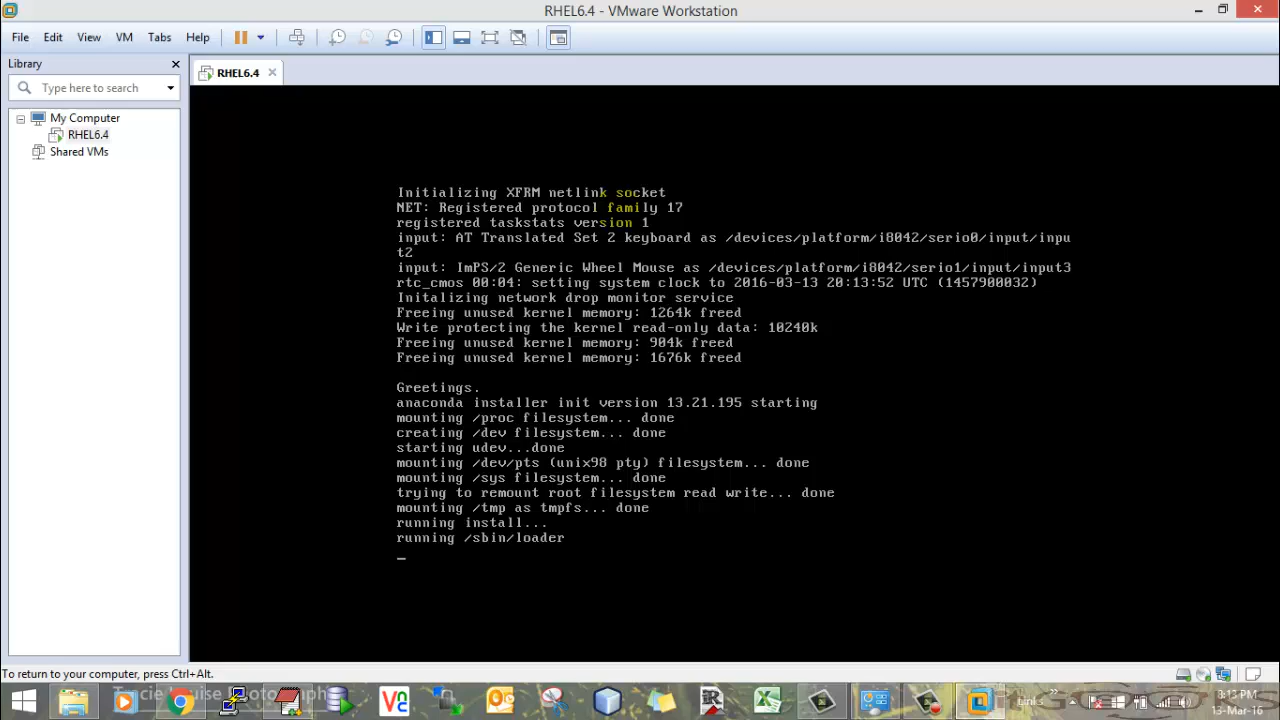 RHEL6.4 - VMware Workstation
File Edit View VM Tabs Help
Library
RHEL6.4
Type here to search
My Computer
RHEL6.4
Shared VMs
Initializing XFRM netlink socket
NET: Registered protocol family 17
registered taskstats version 1
input: AT Translated Set 2 keyboard as /devices/platform/i8042/serio0/input/inpu
t2
input: ImPS/2 Generic Wheel Mouse as /devices/platform/i8042/serio1/input/input3
rtc_cmos 00:04: setting system clock to 2016-03-13 20:13:52 UTC (1457900032)
Initalizing network drop monitor service
Freeing unused kernel memory: 1264k freed
Write protecting the kernel read-only data: 10240k
Freeing unused kernel memory: 904k freed
Freeing unused kernel memory: 1676k freed
Greetings.
anaconda installer init version 13.21.195 starting
mounting /proc filesystem... done
creating /dev filesystem... done
starting udev...done
mounting /dev/pts (unix98 pty) filesystem... done
mounting /sys filesystem... done
trying to remount root filesystem read write... done
mounting /tmp as tmpfs... done
running install...
running /sbin/loader
To return to your computer, press Ctrl+Alt.
Links
8:13 PM
13-Mar-16